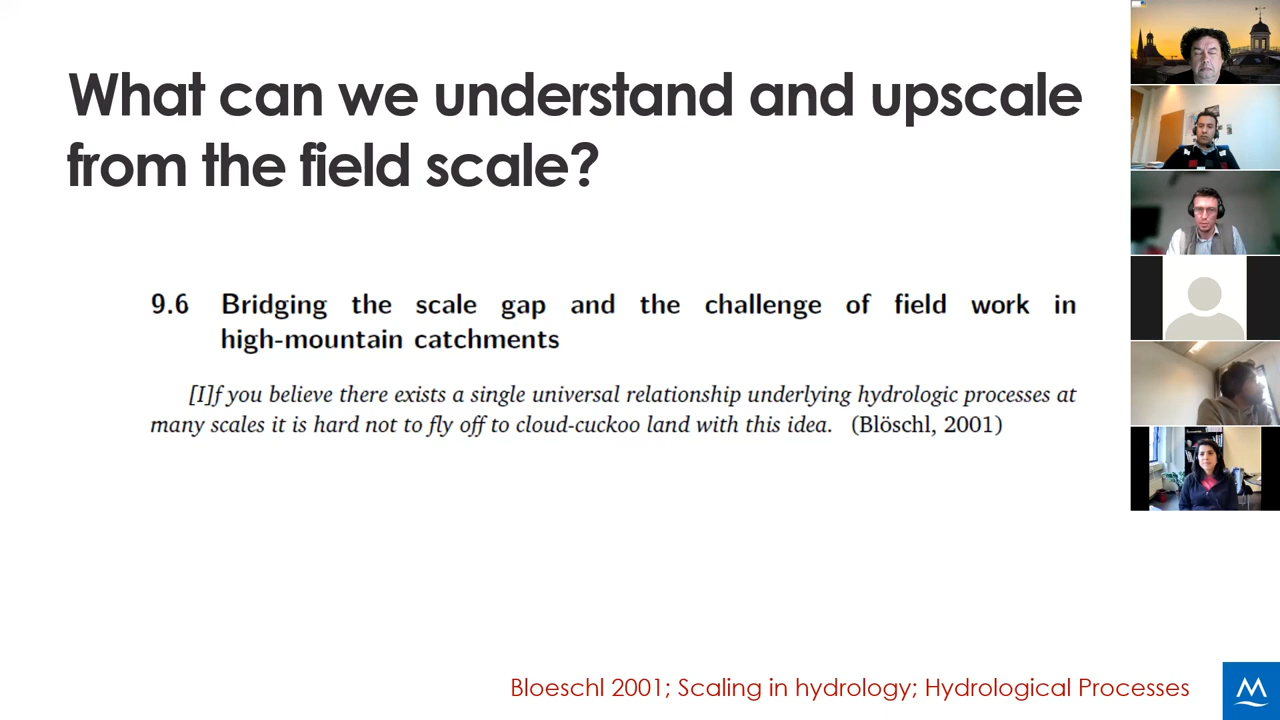 What can we understand and upscale
from the field scale?
9.6 Bridging the scale gap and the challenge of field work in
high-mountain catchments
[I]f you believe there exists a single universal relationship underlying hydrologic processes at
many scales it is hard not to fly off to cloud-cuckoo land with this idea. (Blöschl, 2001)
Bloeschl 2001; Scaling in hydrology; Hydrological Processes